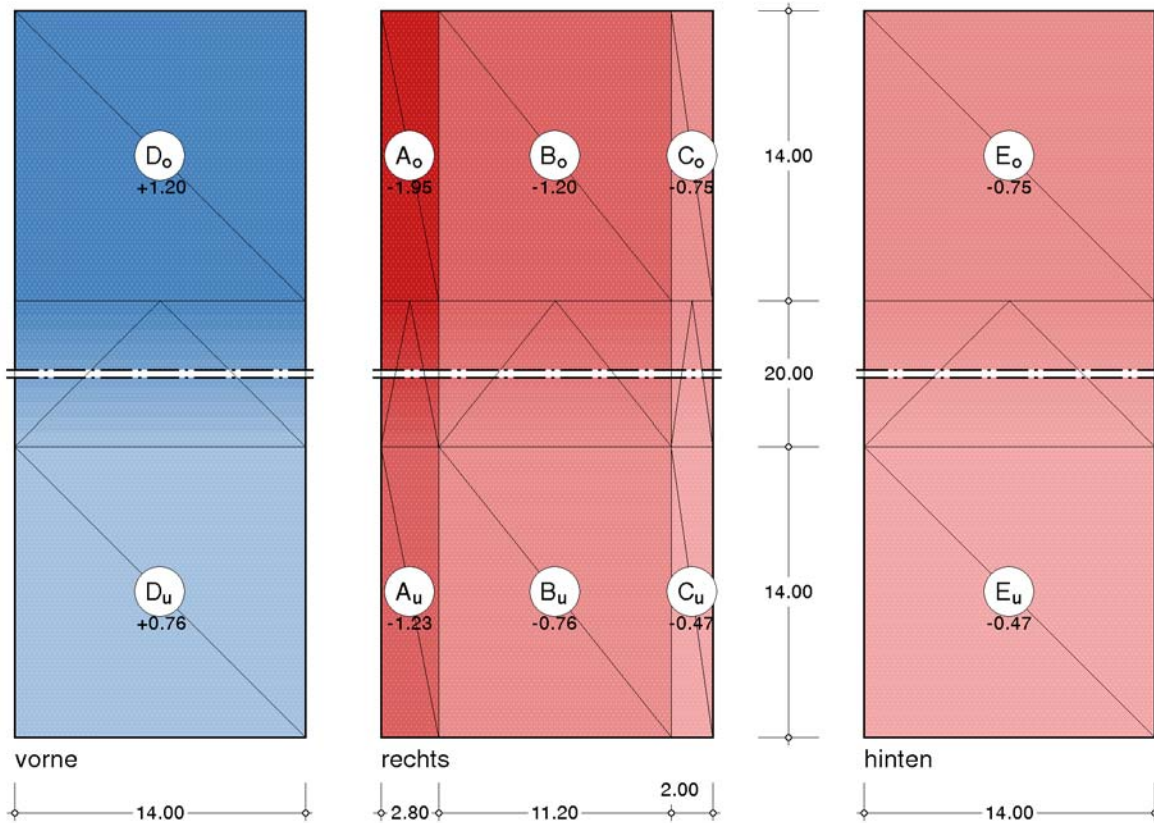 Do
+1.20
Ao
-1.95
Bo
-1.20
Co
-0.75
14.00
Eo
-0.75
20.00
Du
+0.76
Au
-1.23
Bu
-0.76
Cu
-0.47
14.00
Eu
-0.47
vorne
rechts
hinten
14.00
2.80
11.20
2.00
14.00